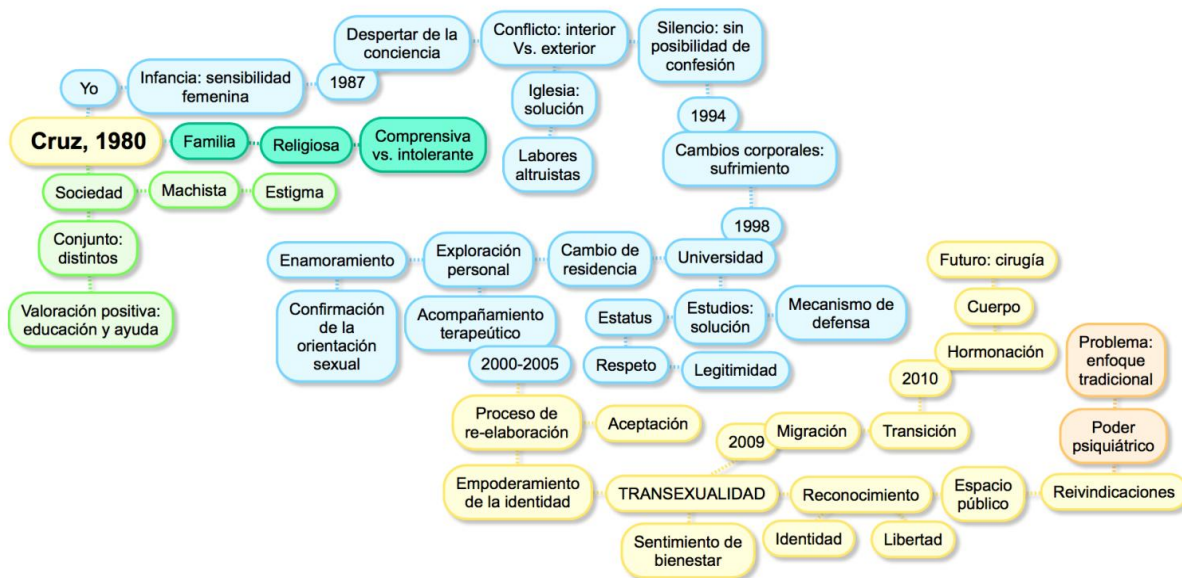 Yo
Infancia: sensibilidad
femenina
1987
Despertar de la
conciencia
Conflicto: interior
Vs. exterior
Silencio: sin
posibilidad de
confesión
Iglesia:
solución
Labores
altruistas
1994
Cambios corporales:
sufrimiento
Cruz, 1980
Familia
Religiosa
Comprensiva
vs. intolerante
Sociedad
Machista
Estigma
Conjunto:
distintos
Valoración positiva:
educación y ayuda
1998
Universidad
Cambio de
residencia
Exploración
personal
Enamoramiento
Confirmación
de la
orientación
sexual
Acompañamiento
terapeútico
2000-2005
Estudios:
solución
Mecanismo de
defensa
Estatus
Respeto
Legitimidad
Proceso de
re-elaboración
Aceptación
Empoderamiento
de la identidad
TRANSEXUALIDAD
Sentimiento de
bienestar
2009
Migración
Transición
2010
Hormonación
Cuerpo
Futuro: cirugía
Reconocimiento
Identidad
Libertad
Espacio
público
Reivindicaciones
Poder
psiquiátrico
Problema:
enfoque
tradicional